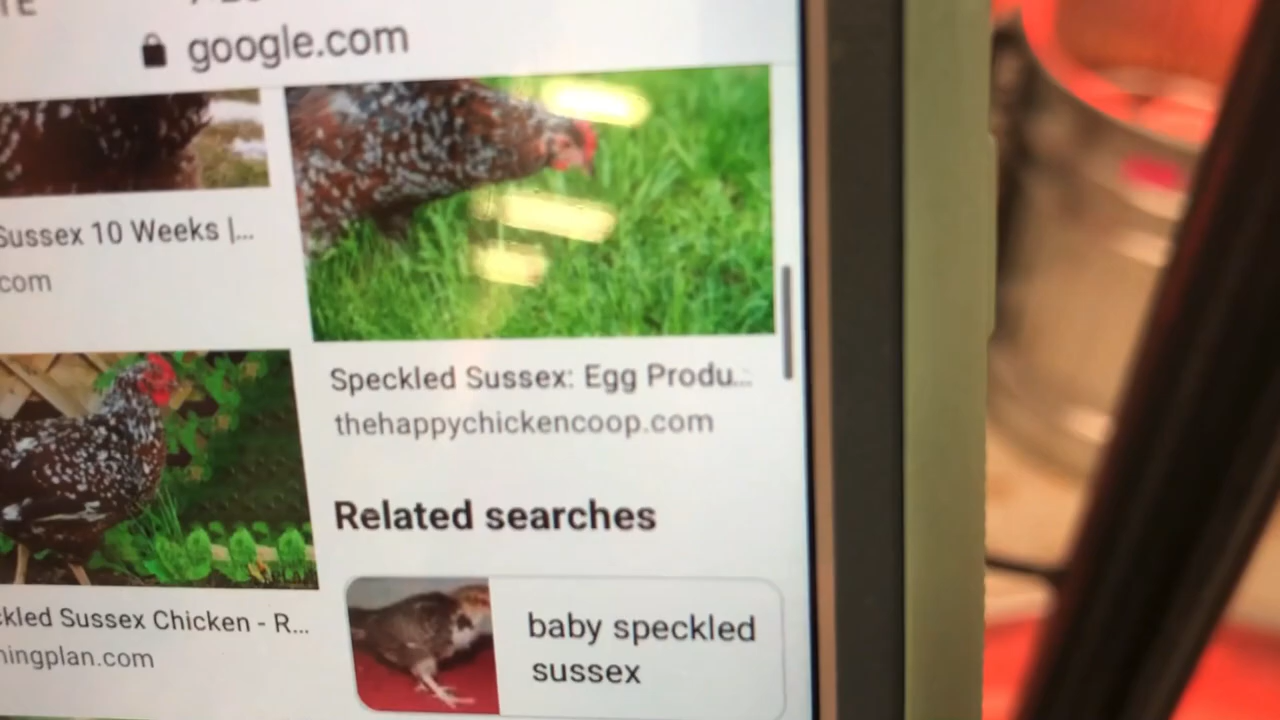 google.com
Sussex 10 Weeks |...
com
Speckled Sussex: Egg Produ...
thehappychickencoop.com
Related searches
ckled Sussex Chicken - R...
ningplan.com
baby speckled
sussex